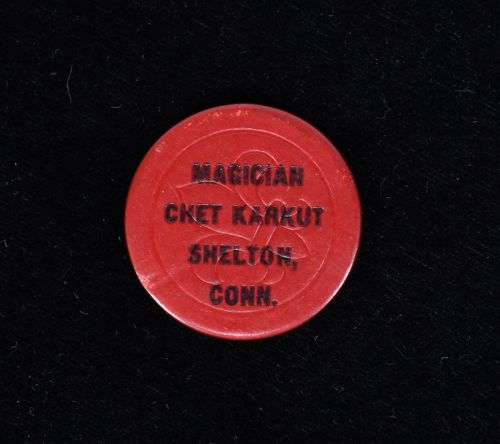 MAGICIAN
CHET KARKUT
SHELTON,
CONN.